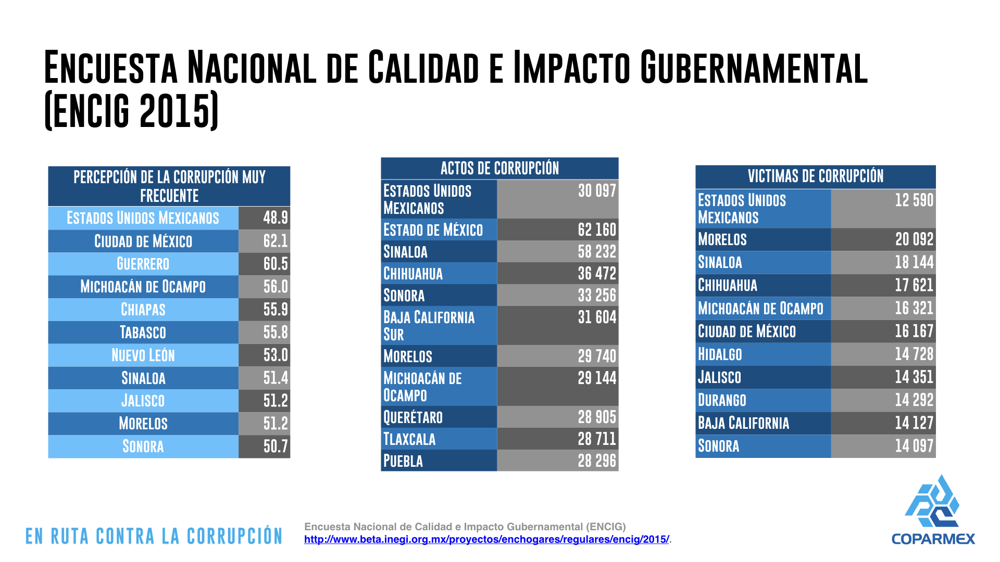 Encuesta Nacional de Calidad e Impacto Gubernamental
(ENCIG 2015)
PERCEPCIÓN DE LA CORRUPCIÓN MUY
FRECUENTE
Estados Unidos Mexicanos 48.9
Ciudad de México 62.1
Guerrero 60.5
Michoacán de Ocampo 56.0
Chiapas 55.9
Tabasco 55.8
Nuevo León 53.0
Sinaloa 51.4
Jalisco 51.2
Morelos 51.2
Sonora 50.7
ACTOS DE CORRUPCIÓN
Estados Unidos 30 097
Mexicanos
Estado de México 62 160
Sinaloa 58 232
Chihuahua 36 472
Sonora 33 256
Baja California 31 604
Sur
Morelos 29 740
Michoacán de 29 144
Ocampo
Querétaro 28 905
Tlaxcala 28 711
Puebla 28 296
VICTIMAS DE CORRUPCIÓN
Estados Unidos 12 590
Mexicanos
Morelos 20 092
Sinaloa 18 144
Chihuahua 17 621
Michoacán de Ocampo 16 321
Ciudad de México 16 167
Hidalgo 14 728
Jalisco 14 351
Durango 14 292
Baja California 14 127
Sonora 14 097
EN RUTA CONTRA LA CORRUPCIÓN
Encuesta Nacional de Calidad e Impacto Gubernamental (ENCIG)
http://www.beta.inegi.org.mx/proyectos/enchogares/regulares/encig/2015/.
COPARMEX